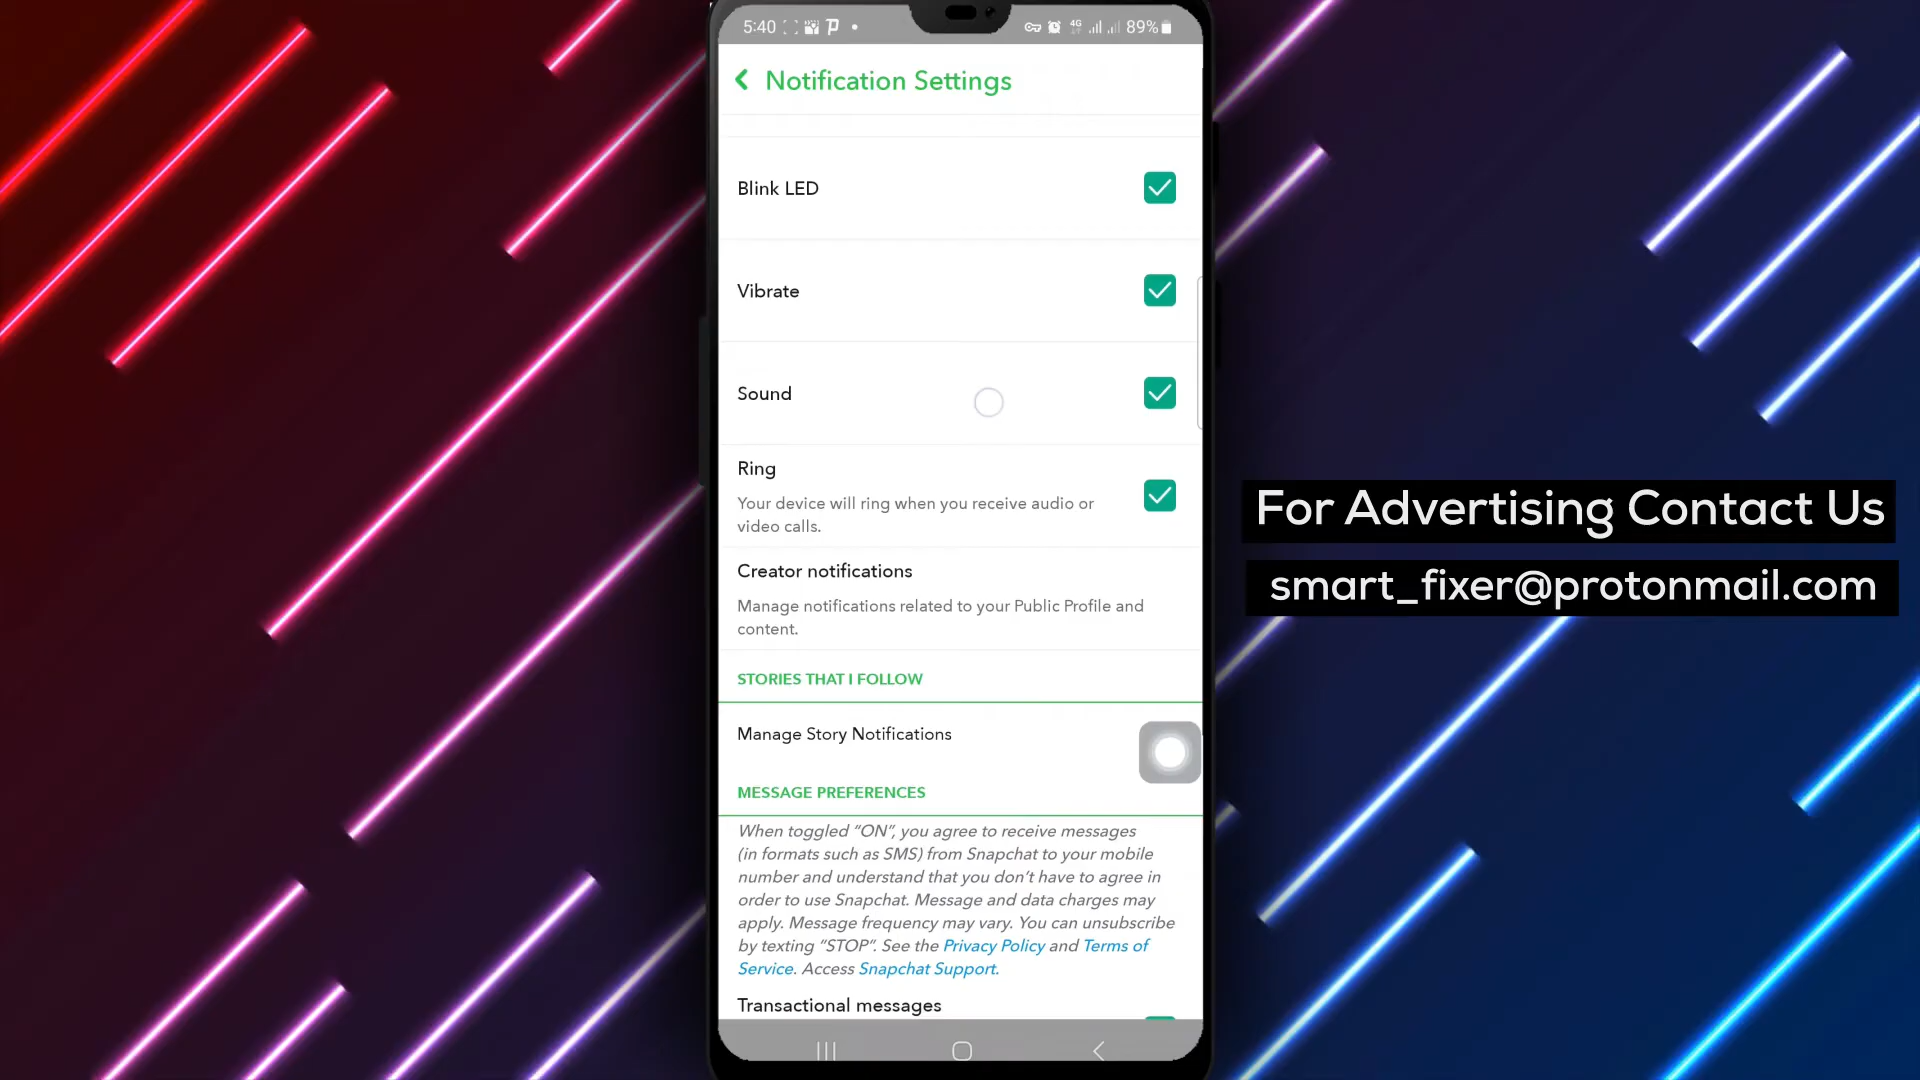 5:40
4G
89%
Notification Settings
Blink LED
Vibrate
Sound
Ring
Your device will ring when you receive audio or
video calls.
Creator notifications
Manage notifications related to your Public Profile and
content.
STORIES THAT I FOLLOW
Manage Story Notifications
MESSAGE PREFERENCES
When toggled “ON”, you agree to receive messages
(in formats such as SMS) from Snapchat to your mobile
number and understand that you don’t have to agree in
order to use Snapchat. Message and data charges may
apply. Message frequency may vary. You can unsubscribe
by texting “STOP”. See the Privacy Policy and Terms of
Service. Access Snapchat Support.
Transactional messages
For Advertising Contact Us
smart_fixer@protonmail.com